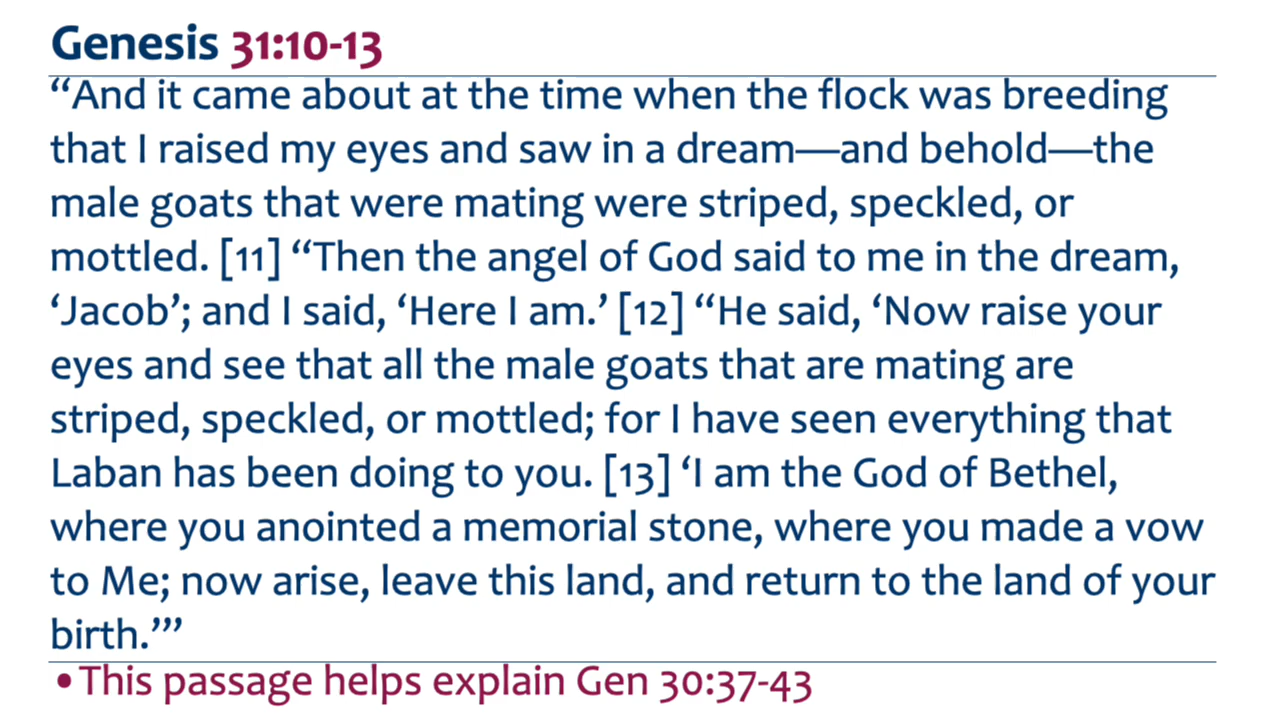 Genesis 31:10-13
“And it came about at the time when the flock was breeding
that I raised my eyes and saw in a dream—and behold—the
male goats that were mating were striped, speckled, or
mottled. [11] “Then the angel of God said to me in the dream,
‘Jacob’; and I said, ‘Here I am.’ [12] “He said, ‘Now raise your
eyes and see that all the male goats that are mating are
striped, speckled, or mottled; for I have seen everything that
Laban has been doing to you. [13] ‘I am the God of Bethel,
where you anointed a memorial stone, where you made a vow
to Me; now arise, leave this land, and return to the land of your
birth.’”’
•This passage helps explain Gen 30:37-43